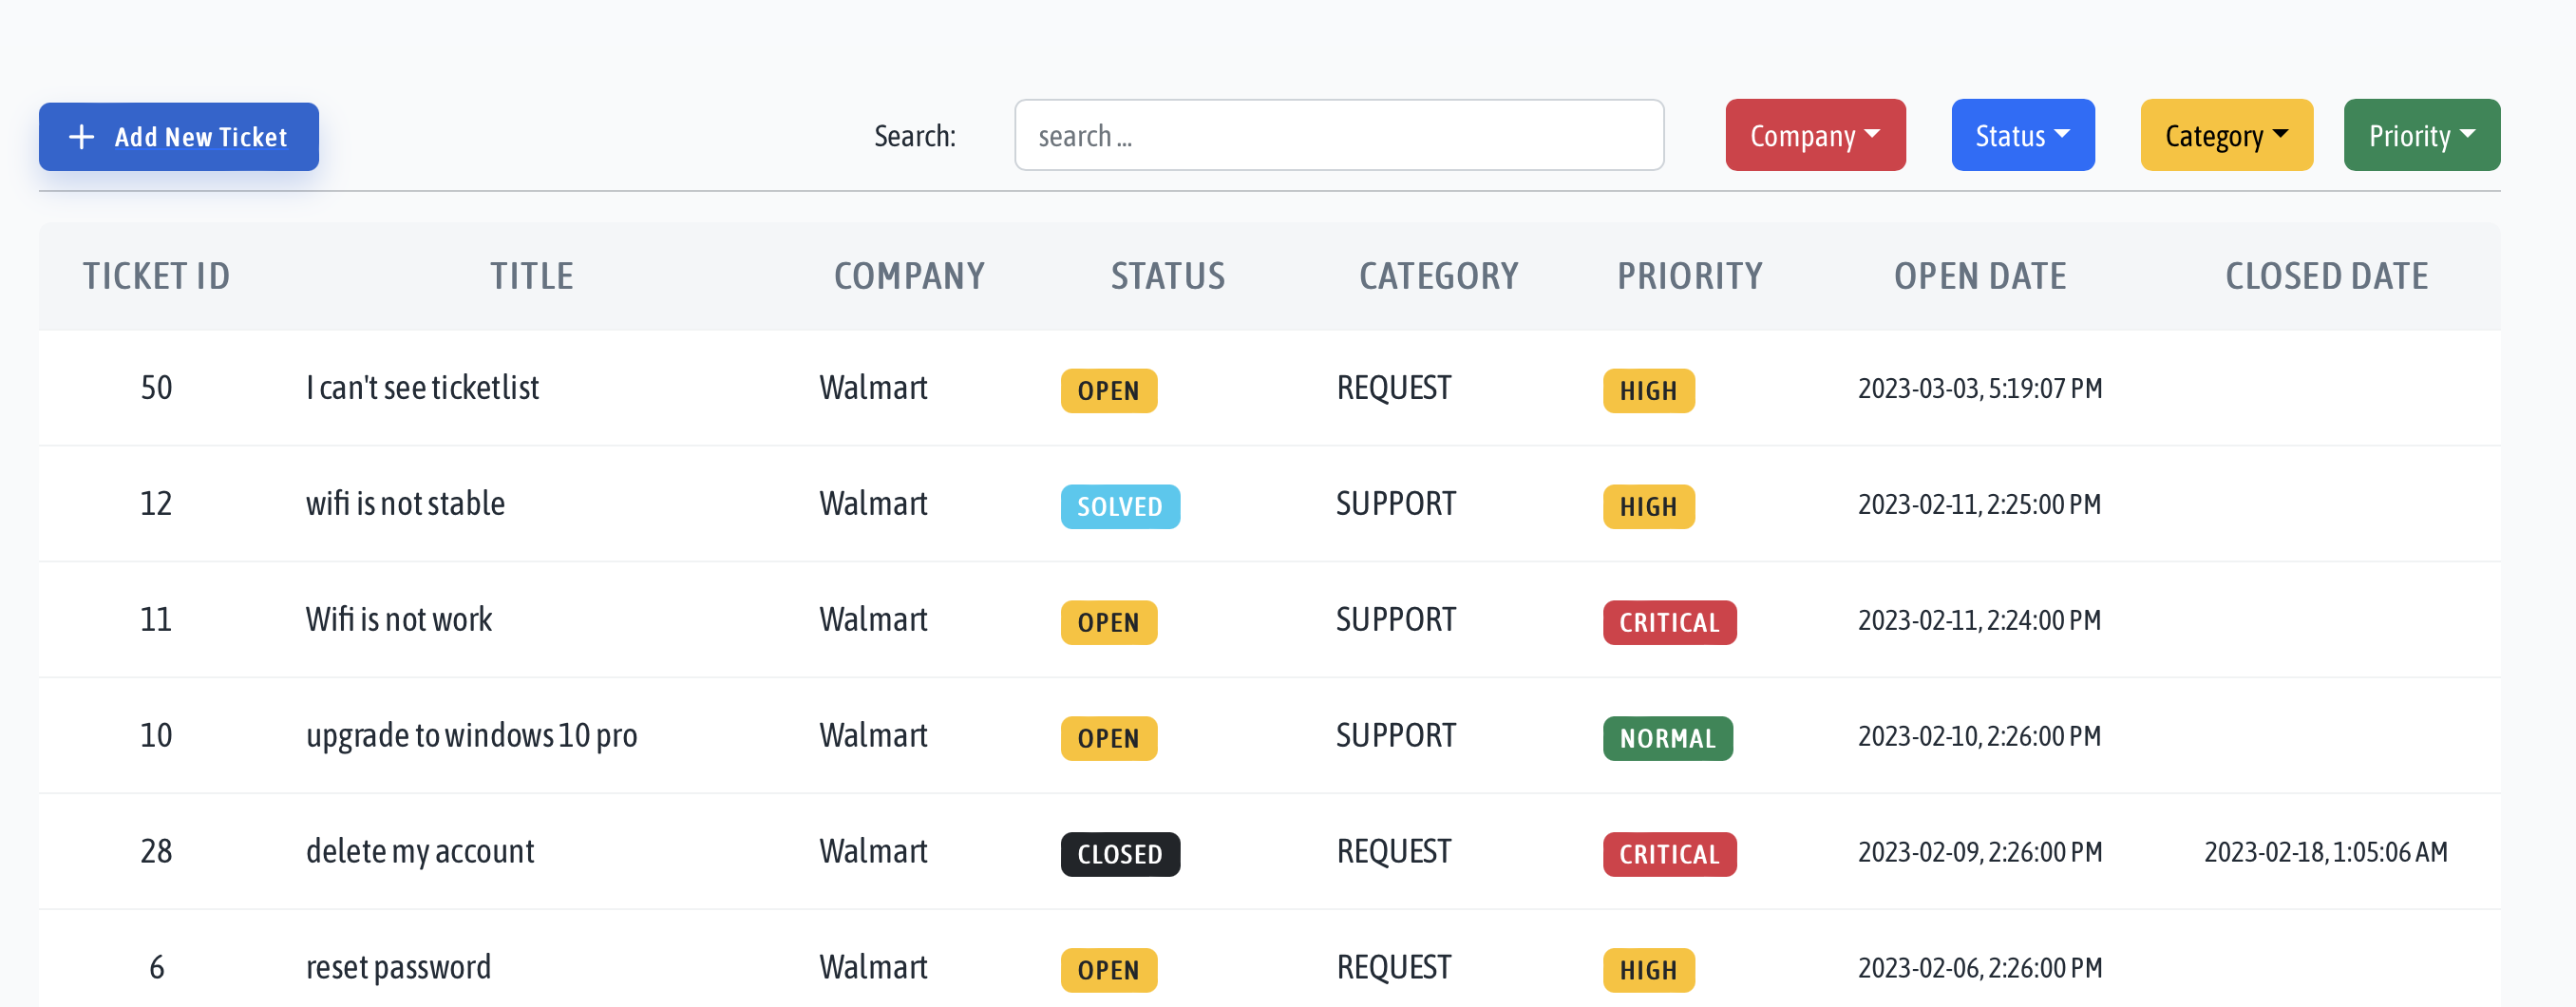 Add New Ticket Search: search ... Company Status Category Priority
TICKET ID TITLE COMPANY STATUS CATEGORY PRIORITY OPEN DATE CLOSED DATE
50 I can't see ticketlist Walmart OPEN REQUEST HIGH 2023-03-03, 5:19:07 PM
12 wifi is not stable Walmart SOLVED SUPPORT HIGH 2023-02-11, 2:25:00 PM
11 Wifi is not work Walmart OPEN SUPPORT CRITICAL 2023-02-11, 2:24:00 PM
10 upgrade to windows 10 pro Walmart OPEN SUPPORT NORMAL 2023-02-10, 2:26:00 PM
28 delete my account Walmart CLOSED REQUEST CRITICAL 2023-02-09, 2:26:00 PM 2023-02-18, 1:05:06 AM
6 reset password Walmart OPEN REQUEST HIGH 2023-02-06, 2:26:00 PM